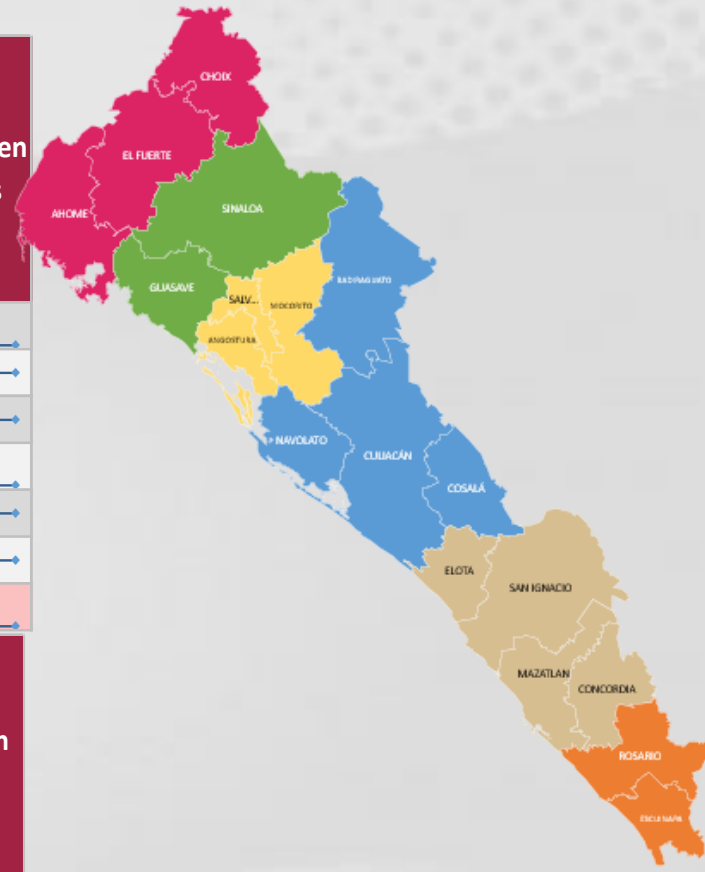 en
s
n
CHOIX
EL FUERTE
AHOME
SINALOA
BADIRAGUATO
GUASAVE
SALV...
MOCORITO
ANGOSTURA
NAVOLATO
CULIACÁN
COSALÁ
ELOTA
SAN IGNACIO
MAZATLAN
CONCORDIA
ROSARIO
ESCUINAPA